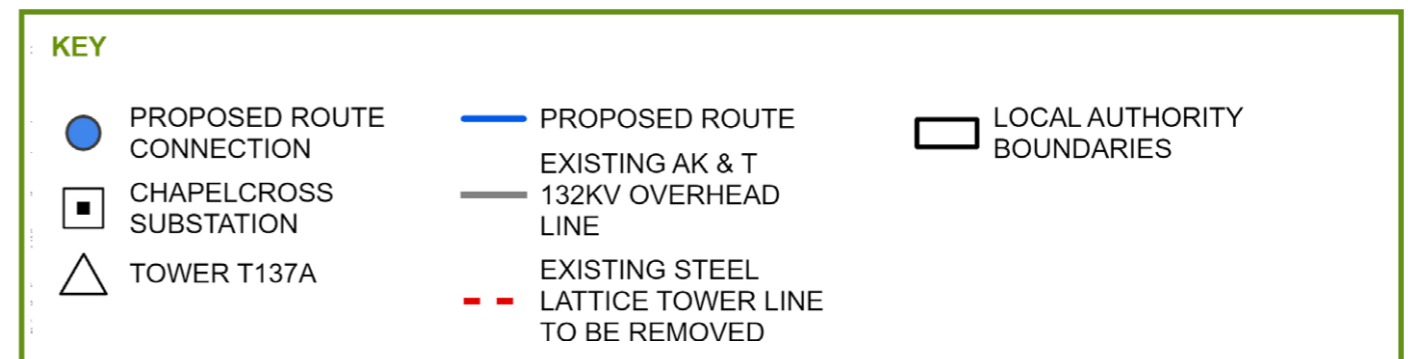 KEY
PROPOSED ROUTE
CONNECTION
CHAPELCROSS
SUBSTATION
TOWER T137A
PROPOSED ROUTE
EXISTING AK & T
132KV OVERHEAD
LINE
EXISTING STEEL
LATTICE TOWER LINE
TO BE REMOVED
LOCAL AUTHORITY
BOUNDARIES